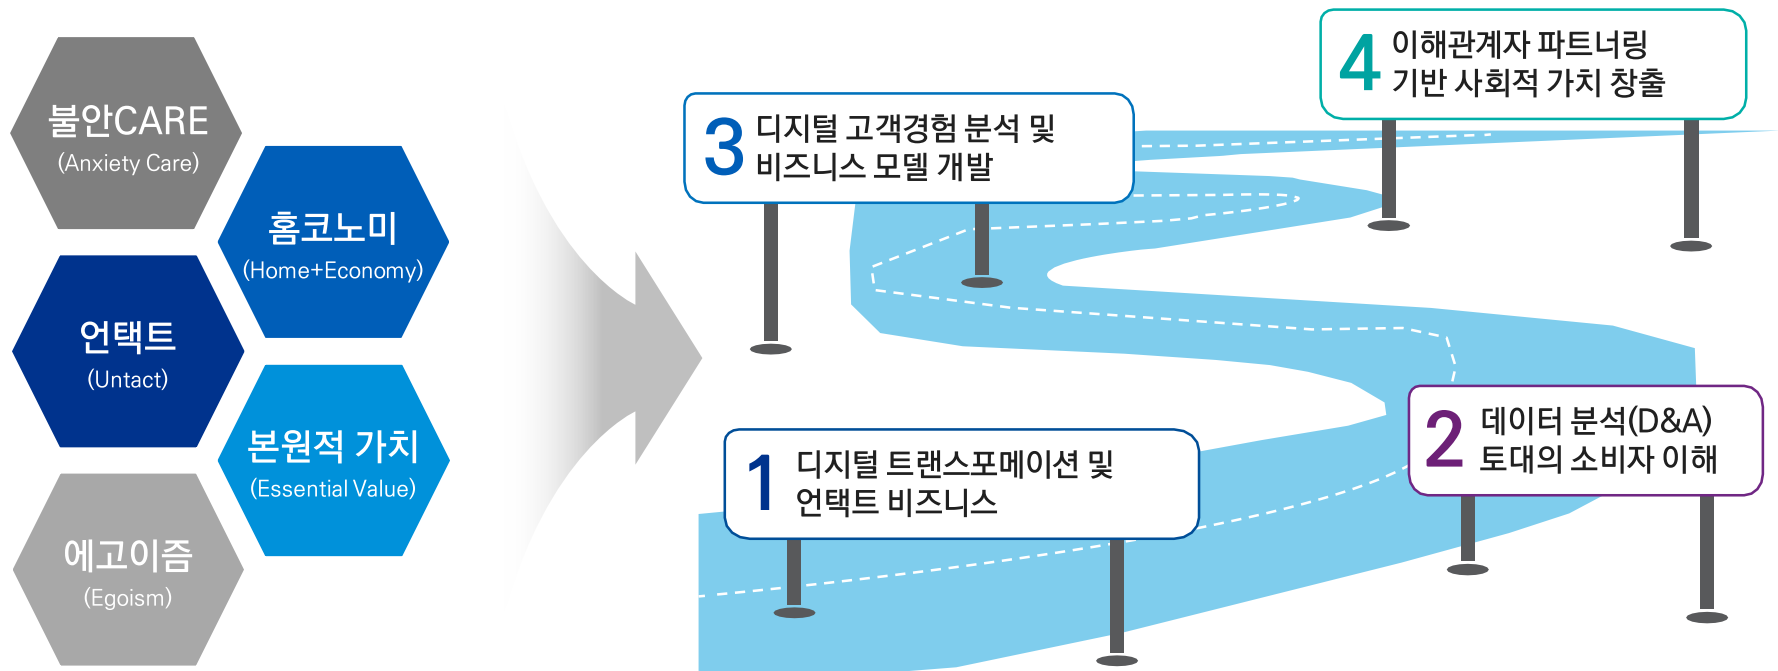 불안CARE
(Anxiety Care)
홈코노미
(Home+Economy)
언택트
(Untact)
본원적 가치
(Essential Value)
에고이즘
(Egoism)
1
디지털 트랜스포메이션 및
언택트 비즈니스
2
데이터 분석(D&A)
토대의 소비자 이해
3
디지털 고객경험 분석 및
비즈니스 모델 개발
4
이해관계자 파트너링
기반 사회적 가치 창출